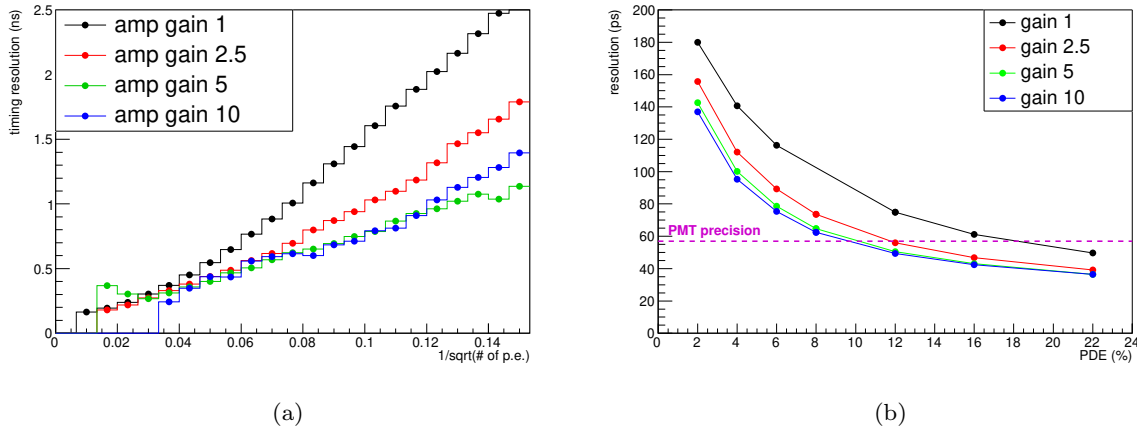 timing resolution (ns)
2.5
2
1.5
1
0.5
0
amp gain 1
amp gain 2.5
amp gain 5
amp gain 10
0.02 0.04 0.06 0.08 0.1 0.12 0.14
1/sqrt(# of p.e.)
(a)
resolution (ps)
200
180
160
140
120
100
80
60
40
20
0
gain 1
gain 2.5
gain 5
gain 10
PMT precision
0 2 4 6 8 10 12 14 16 18 20 22 24
PDE (%)
(b)